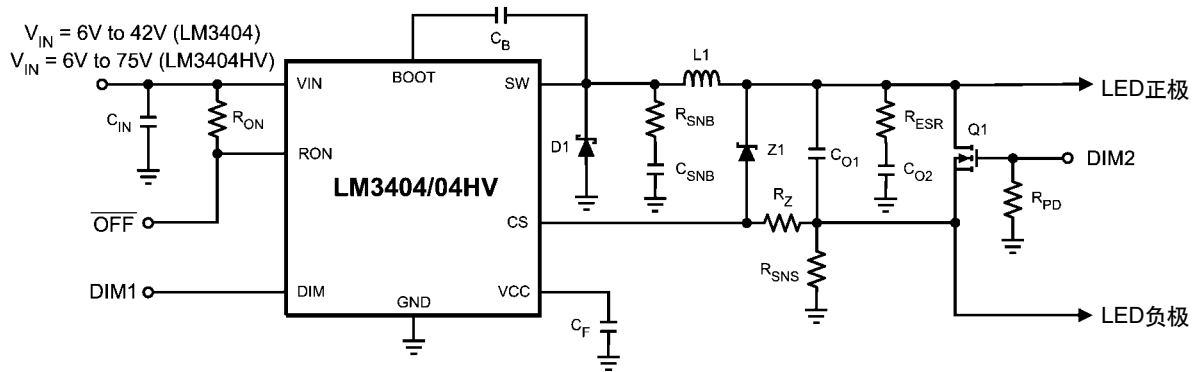 V_IN = 6V to 42V (LM3404)
V_IN = 6V to 75V (LM3404HV)
C_B
L1
BOOT
VIN
SW
LED正极
C_IN
R_ON
R_SNB
R_ESR
Q1
D1
Z1
C_O1
DIM2
RON
C_SNB
C_O2
LM3404/04HV
R_Z
R_PD
OFF
CS
R_SNS
DIM1
DIM
VCC
GND
LED负极
C_F